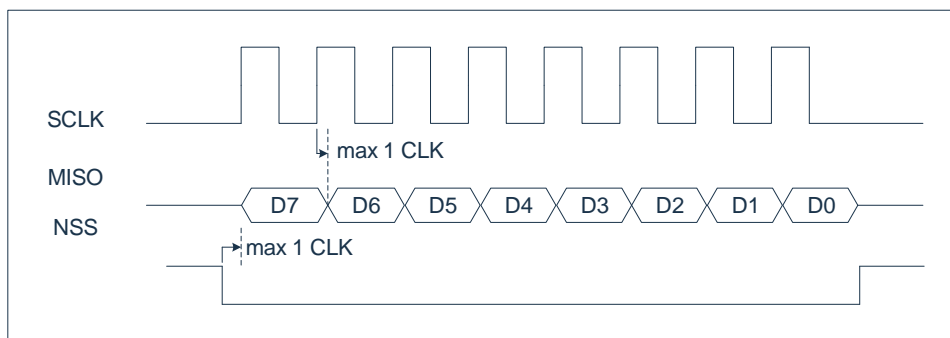 SCLK
max 1 CLK
MISO
D7 D6 D5 D4 D3 D2 D1 D0
NSS
max 1 CLK